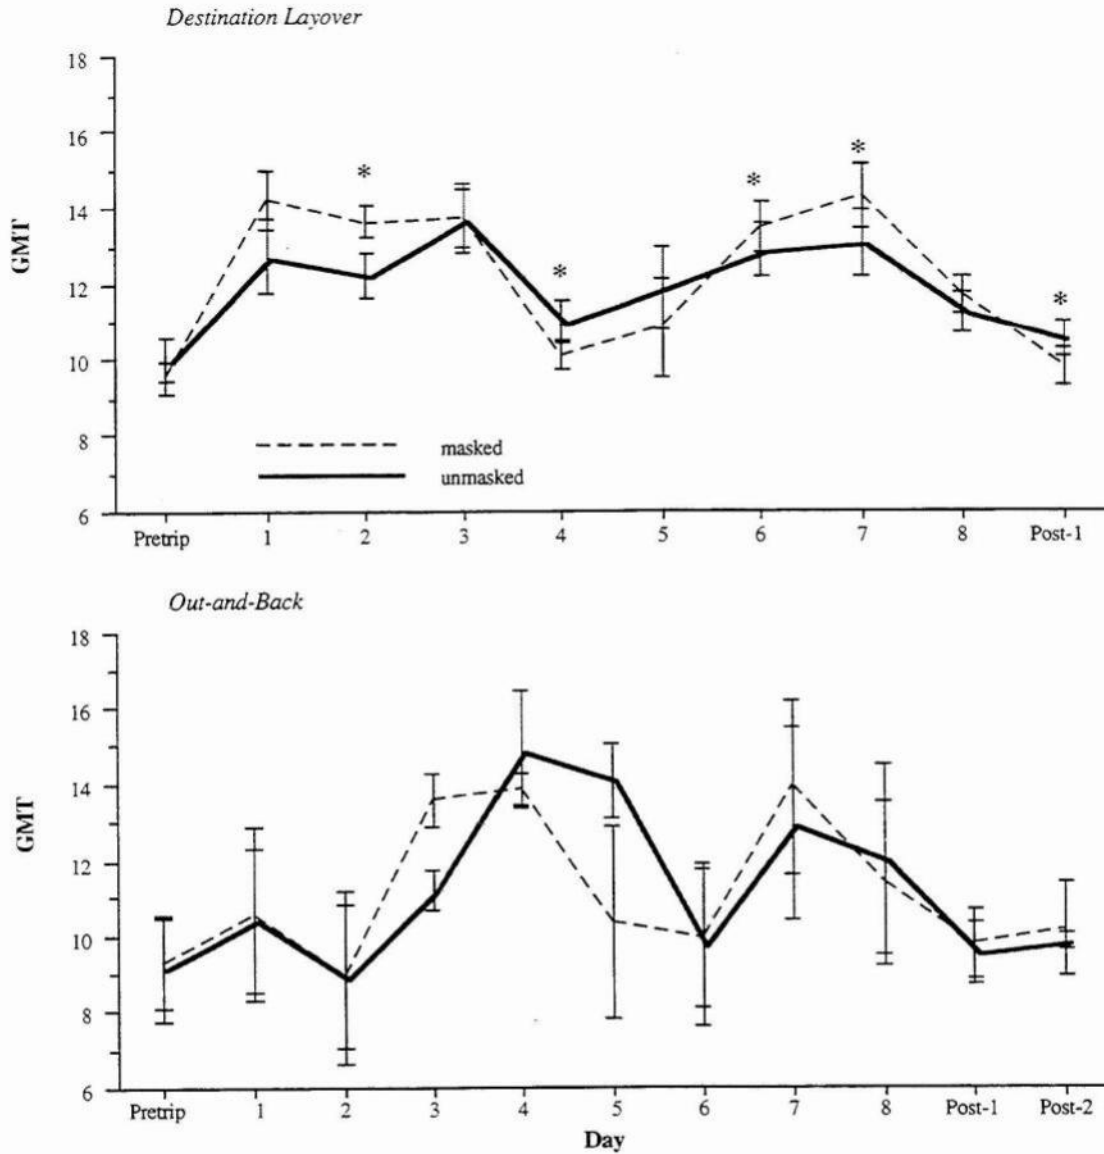 Destination Layover
18
16
14
12
10
8
6
GMT
*
*
*
*
*
masked
unmasked
Pretrip 1 2 3 4 5 6 7 8 Post-1
Out-and-Back
18
16
14
12
10
8
6
GMT
Pretrip 1 2 3 4 5 6 7 8 Post-1 Post-2
Day